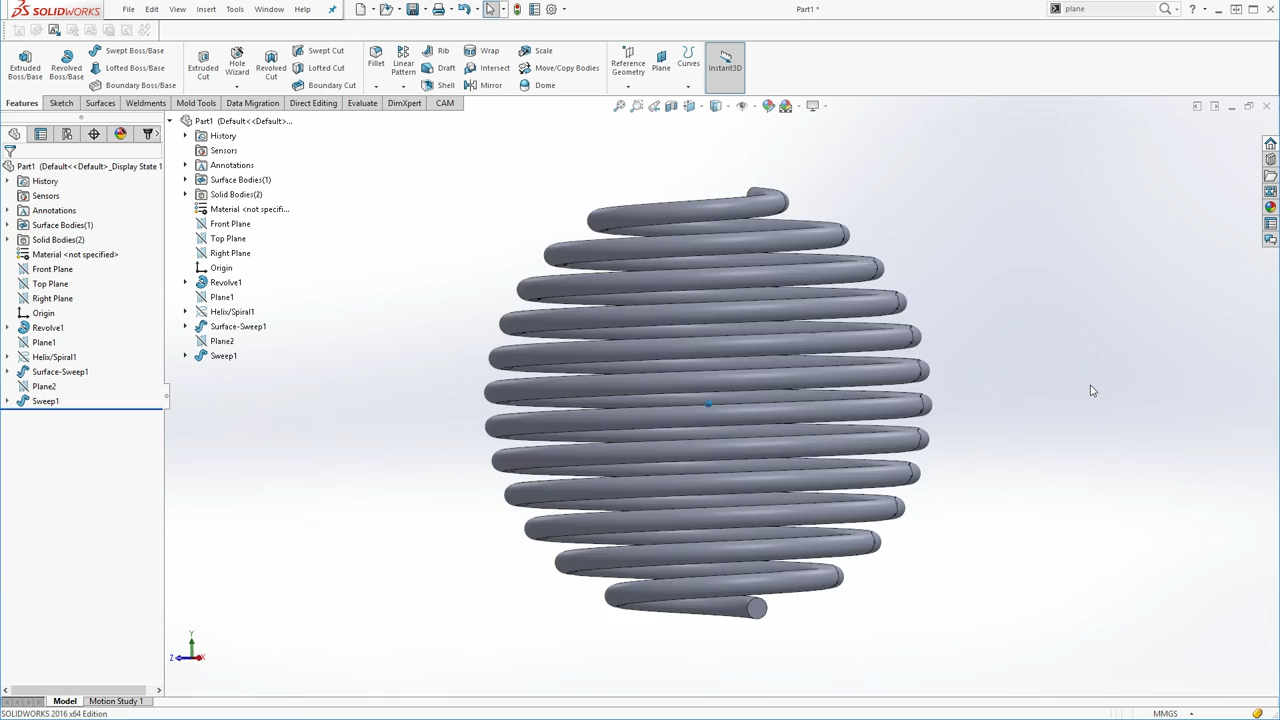 SOLIDWORKS
File Edit View Insert Tools Window Help
Part1 *
plane
Extruded Boss/Base
Revolved Boss/Base
Swept Boss/Base
Lofted Boss/Base
Boundary Boss/Base
Extruded Cut
Hole Wizard
Revolved Cut
Swept Cut
Lofted Cut
Boundary Cut
Fillet
Linear Pattern
Rib
Draft
Shell
Wrap
Intersect
Mirror
Scale
Move/Copy Bodies
Dome
Reference Geometry
Plane
Curves
Instant3D
Features Sketch Surfaces Weldments Mold Tools Data Migration Direct Editing Evaluate DimXpert CAM
Part1 (Default<<Default>_Display State 1
History
Sensors
Annotations
Surface Bodies(1)
Solid Bodies(2)
Material <not specified>
Front Plane
Top Plane
Right Plane
Origin
Revolve1
Plane1
Helix/Spiral1
Surface-Sweep1
Plane2
Sweep1
Part1 (Default<<Default>...
History
Sensors
Annotations
Surface Bodies(1)
Solid Bodies(2)
Material <not specifi...
Front Plane
Top Plane
Right Plane
Origin
Revolve1
Plane1
Helix/Spiral1
Surface-Sweep1
Plane2
Sweep1
Y
Z X
Model Motion Study 1
SOLIDWORKS 2016 x64 Edition
MMGS